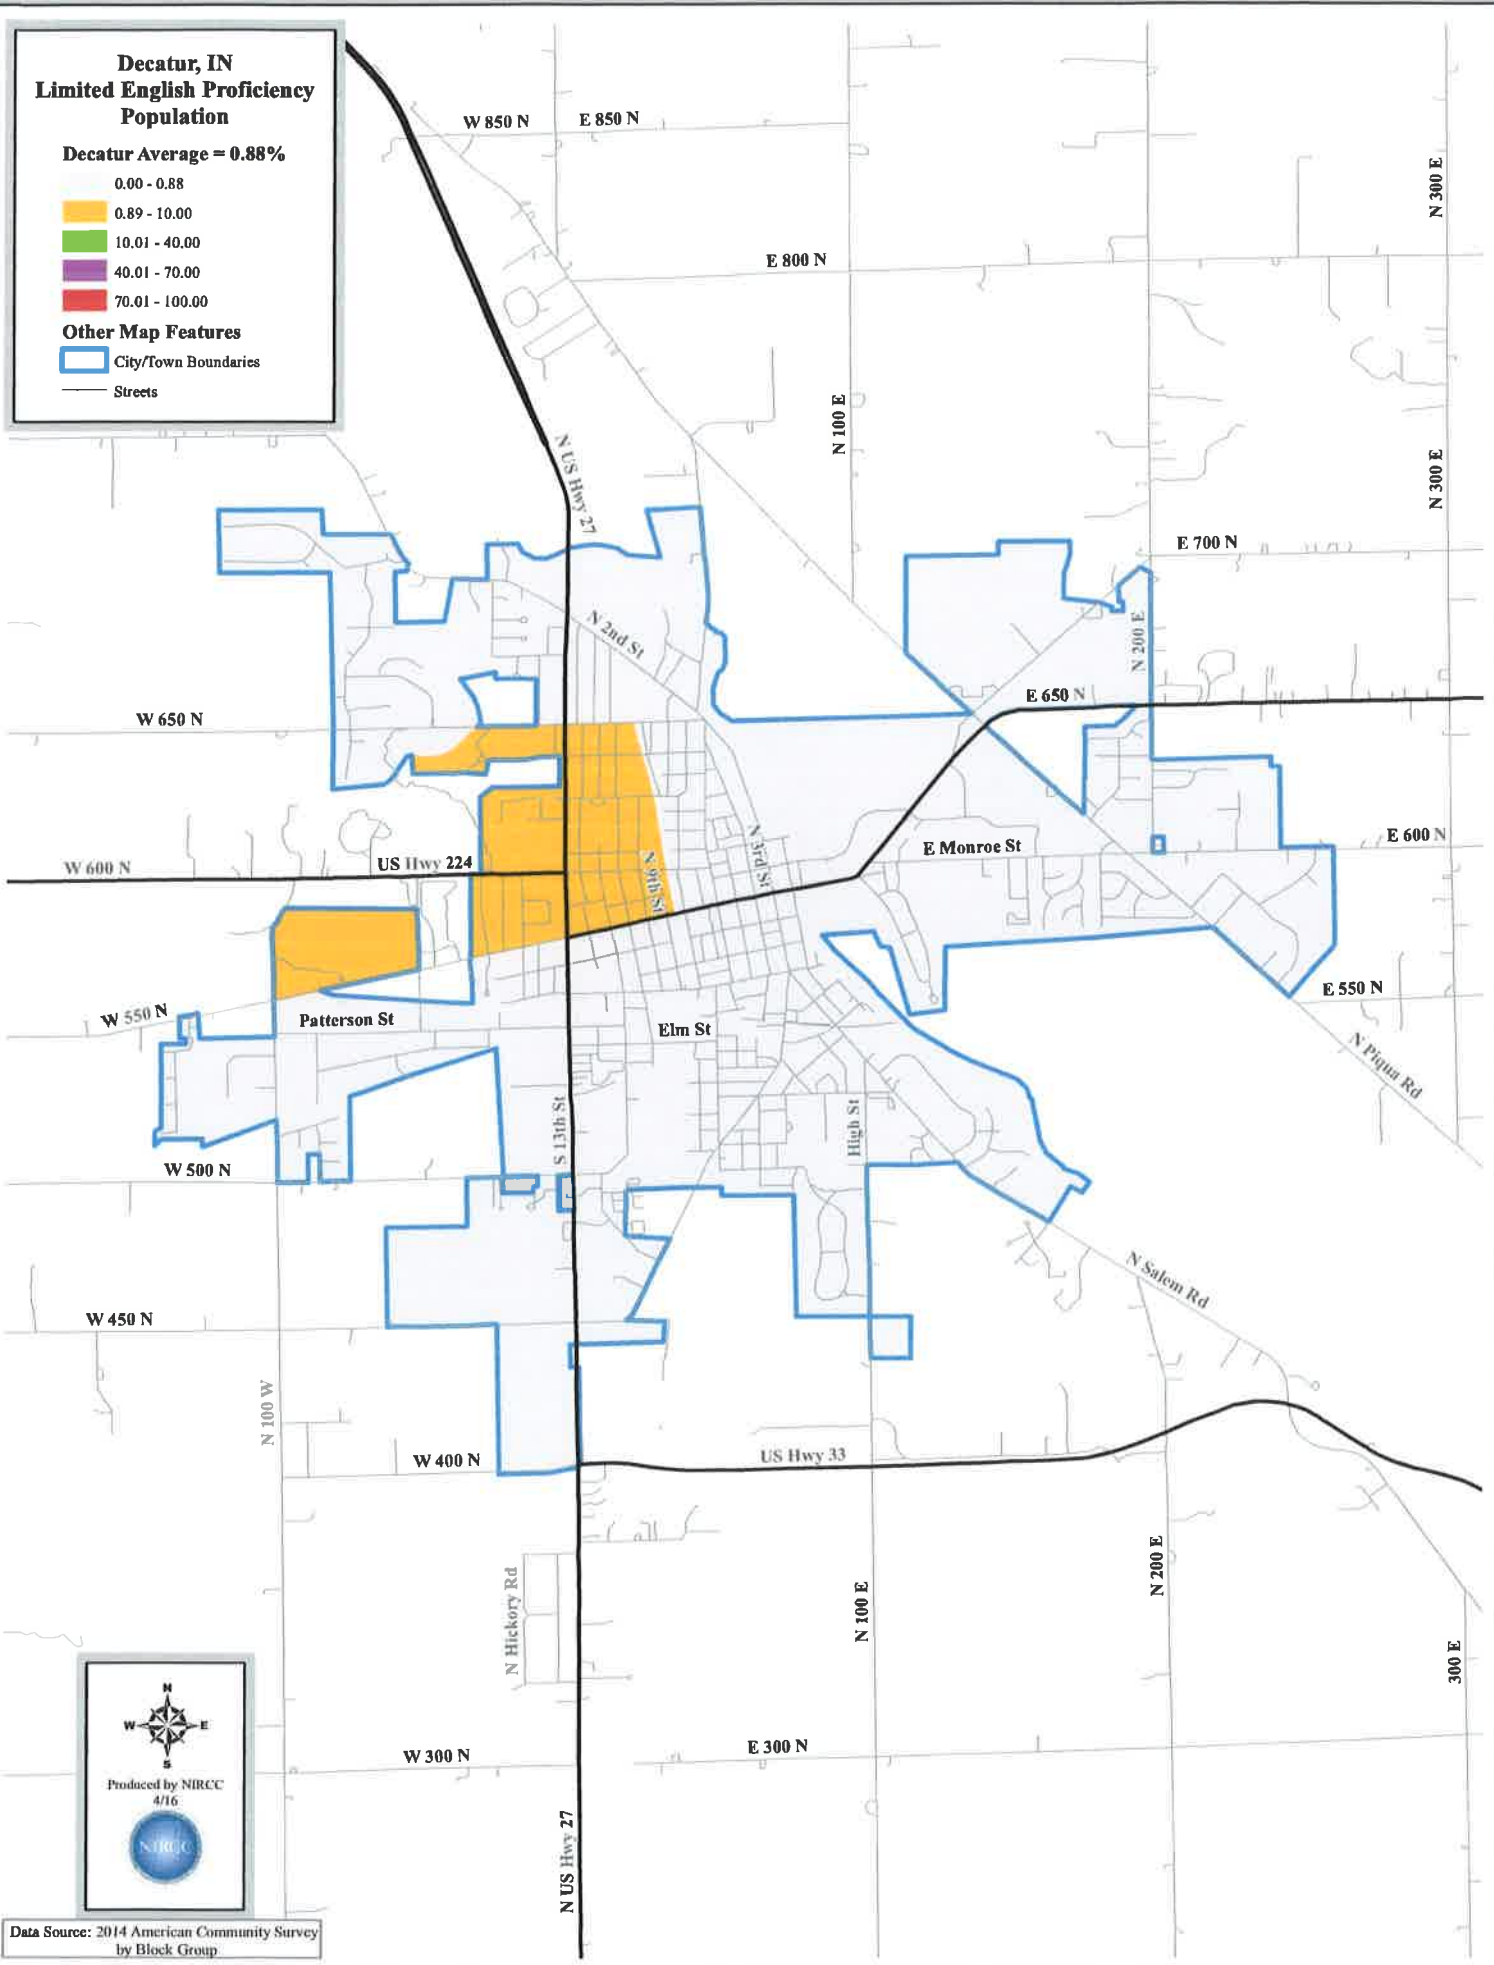 Decatur, IN
Limited English Proficiency
Population
Decatur Average = 0.88%
0.00 - 0.88
0.89 - 10.00
10.01 - 40.00
40.01 - 70.00
70.01 - 100.00
Other Map Features
City/Town Boundaries
Streets
W 850 N
E 850 N
N 300 E
E 800 N
N 100 E
N US Hwy 27
N 300 E
E 700 N
N 2nd St
N 200 E
E 650 N
W 650 N
E 600 N
E Monroe St
N 3rd St
US Hwy 224
W 600 N
N 9th St
E 550 N
W 550 N
Patterson St
Elm St
N Piqua Rd
S 13th St
High St
W 500 N
N Salem Rd
W 450 N
N 100 W
W 400 N
US Hwy 33
N Hickory Rd
N 100 E
N 200 E
300 E
W 300 N
E 300 N
N US Hwy 27
N
W
E
S
Produced by NIRCC
4/16
NIRCC
Data Source: 2014 American Community Survey
by Block Group